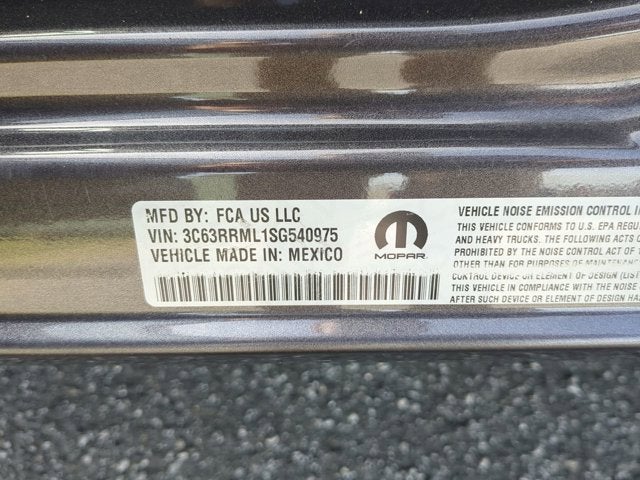 MFD BY: FCA US LLC
VIN: 3C63RRML1SG540975
VEHICLE MADE IN: MEXICO
MOPAR
VEHICLE NOISE EMISSION CONTROL
THIS VEHICLE CONFORMS TO U.S. EPA REGU
AND HEAVY TRUCKS. THE FOLLOWING ACTS O
PROHIBITED BY THE NOISE CONTROL ACT OF
OTHER THAN FOR PURPOSES OF MAINTENANCE
CONTROL DEVICE OR ELEMENT OF DESIGN (LIST
THIS VEHICLE IN COMPLIANCE WITH THE NOISE
AFTER SUCH DEVICE OR ELEMENT OF DESIGN HA